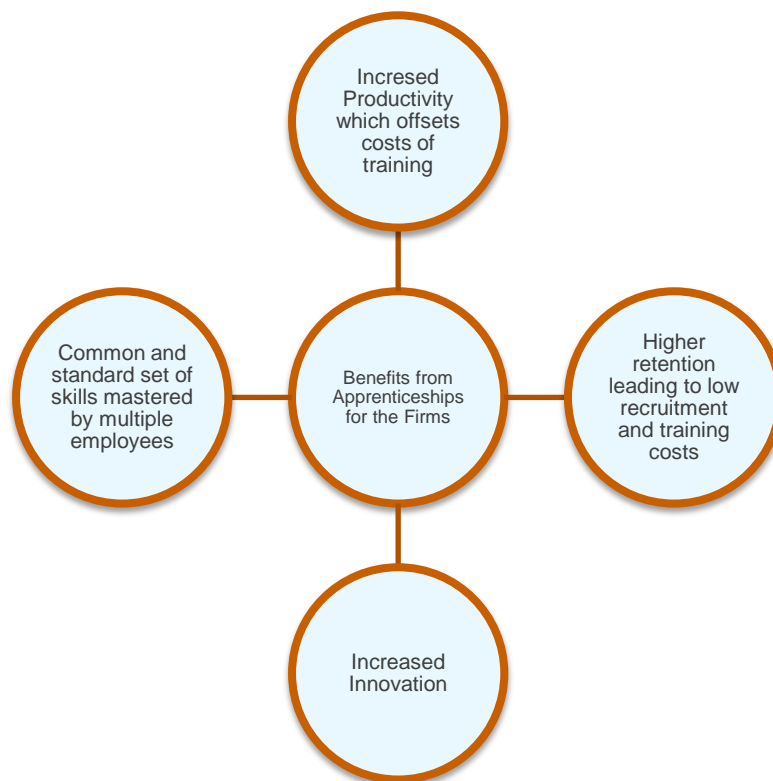 Incresed
Productivity
which offsets
costs of
training
Common and
standard set of
skills mastered
by multiple
employees
Benefits from
Apprenticeships
for the Firms
Higher
retention
leading to low
recruitment
and training
costs
Increased
Innovation